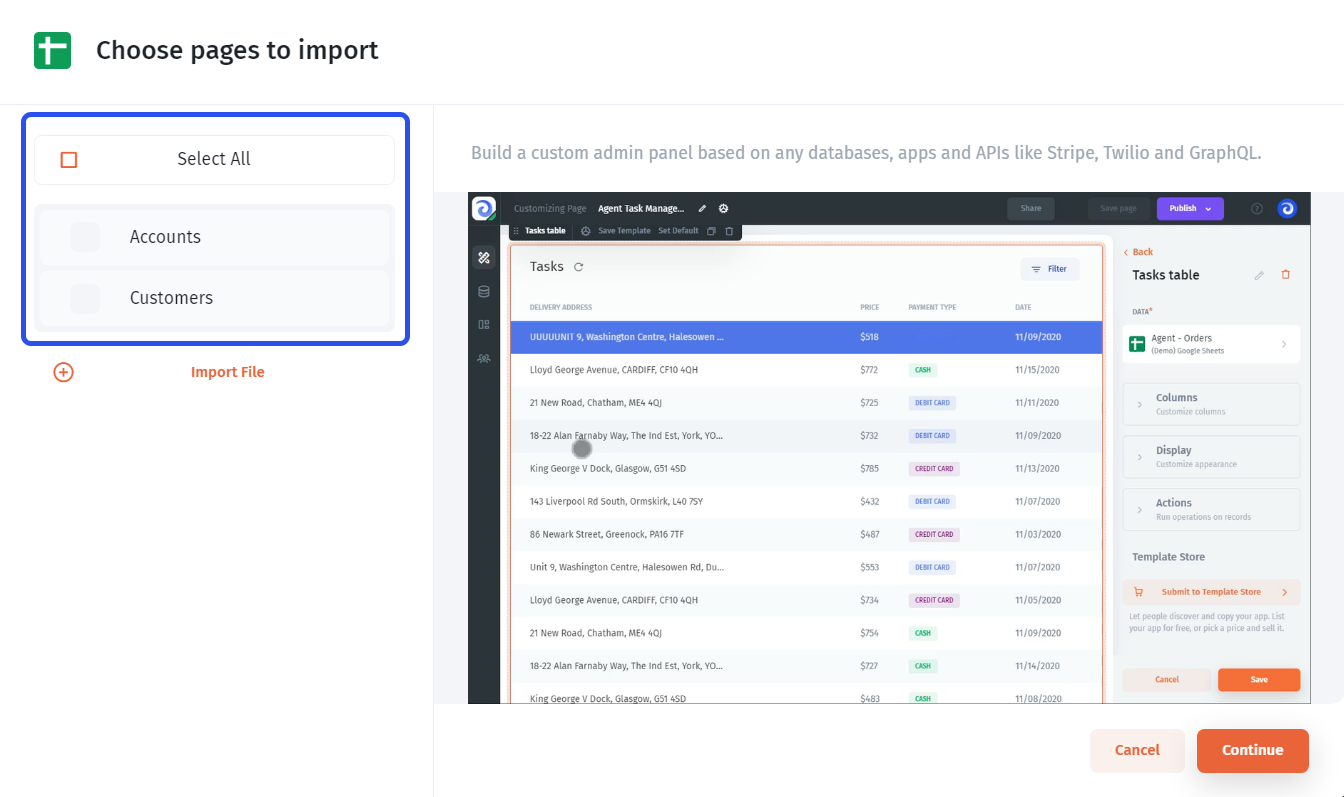 Choose pages to import
Select All
Accounts
Customers
Import File
Build a custom admin panel based on any databases, apps and APIs like Stripe, Twilio and GraphQL.
Customizing Page Agent Task Manage... Share Save page Publish
Tasks table Save Template Set Default
Tasks Filter
DELIVERY ADDRESS PRICE PAYMENT TYPE DATE
UUUUUNIT 9, Washington Centre, Halesowen ... $518 11/09/2020
Lloyd George Avenue, CARDIFF, CF10 4QH $772 CASH 11/15/2020
21 New Road, Chatham, ME4 4QJ $725 DEBIT CARD 11/11/2020
18-22 Alan Farnaby Way, The Ind Est, York, YO... $732 DEBIT CARD 11/09/2020
King George V Dock, Glasgow, G51 4SD $785 CREDIT CARD 11/13/2020
143 Liverpool Rd South, Ormskirk, L40 7SY $432 DEBIT CARD 11/07/2020
86 Newark Street, Greenock, PA16 7TF $487 CREDIT CARD 11/03/2020
Unit 9, Washington Centre, Halesowen Rd, Du... $553 DEBIT CARD 11/07/2020
Lloyd George Avenue, CARDIFF, CF10 4QH $734 CREDIT CARD 11/05/2020
21 New Road, Chatham, ME4 4QJ $754 CASH 11/09/2020
18-22 Alan Farnaby Way, The Ind Est, York, YO... $727 CASH 11/14/2020
King George V Dock, Glasgow, G51 4SD $483 CASH 11/08/2020
Back
Tasks table
DATA*
Agent - Orders
(Demo) Google Sheets
Columns
Customize columns
Display
Customize appearance
Actions
Run operations on records
Template Store
Submit to Template Store
Let people discover and copy your app. List
your app for free, or pick a price and sell it.
Cancel Save
Cancel Continue